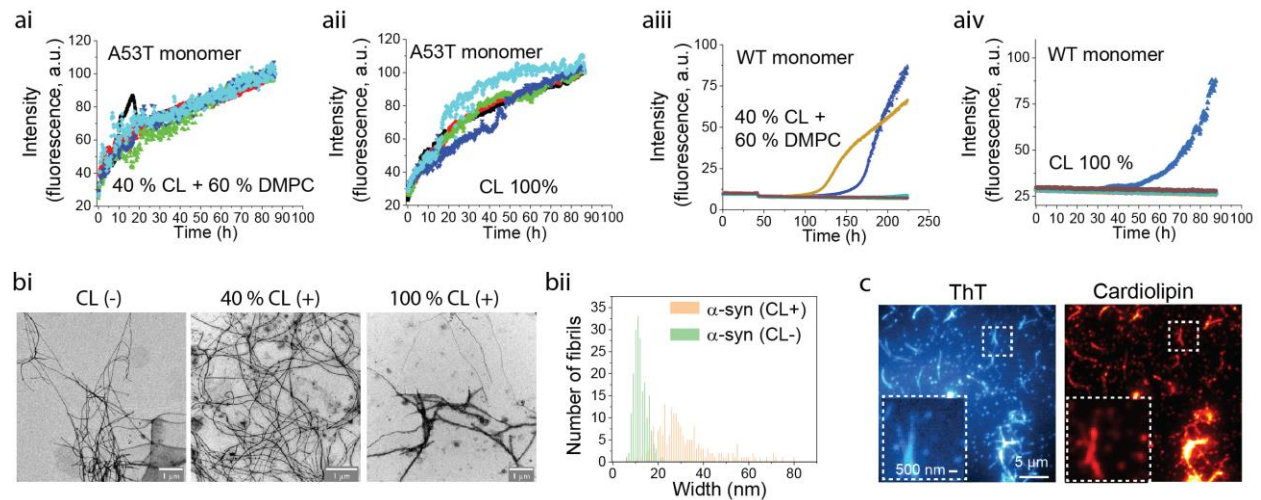 ai
A53T monomer
40 % CL + 60 % DMPC
Intensity
(fluorescence, a.u.)
120
100
80
60
40
20
0 10 20 30 40 50 60 70 80 90 100
Time (h)
aii
A53T monomer
CL 100%
Intensity
(fluorescence, a.u.)
120
100
80
60
40
20
0 10 20 30 40 50 60 70 80 90 100
Time (h)
aiii
WT monomer
40 % CL +
60 % DMPC
Intensity
(fluorescence, a.u.)
100
75
50
25
0
0 50 100 150 200 250
Time (h)
aiv
WT monomer
CL 100 %
Intensity
(fluorescence, a.u.)
100
75
50
25
0 10 20 30 40 50 60 70 80 90 100
Time (h)
bi
CL (-)
1 µm
40 % CL (+)
1 µm
100 % CL (+)
1 µm
bii
α-syn (CL+)
α-syn (CL-)
Number of fibrils
35
30
25
20
15
10
5
0
0 20 40 60 80
Width (nm)
c
ThT
500 nm
5 µm
Cardiolipin